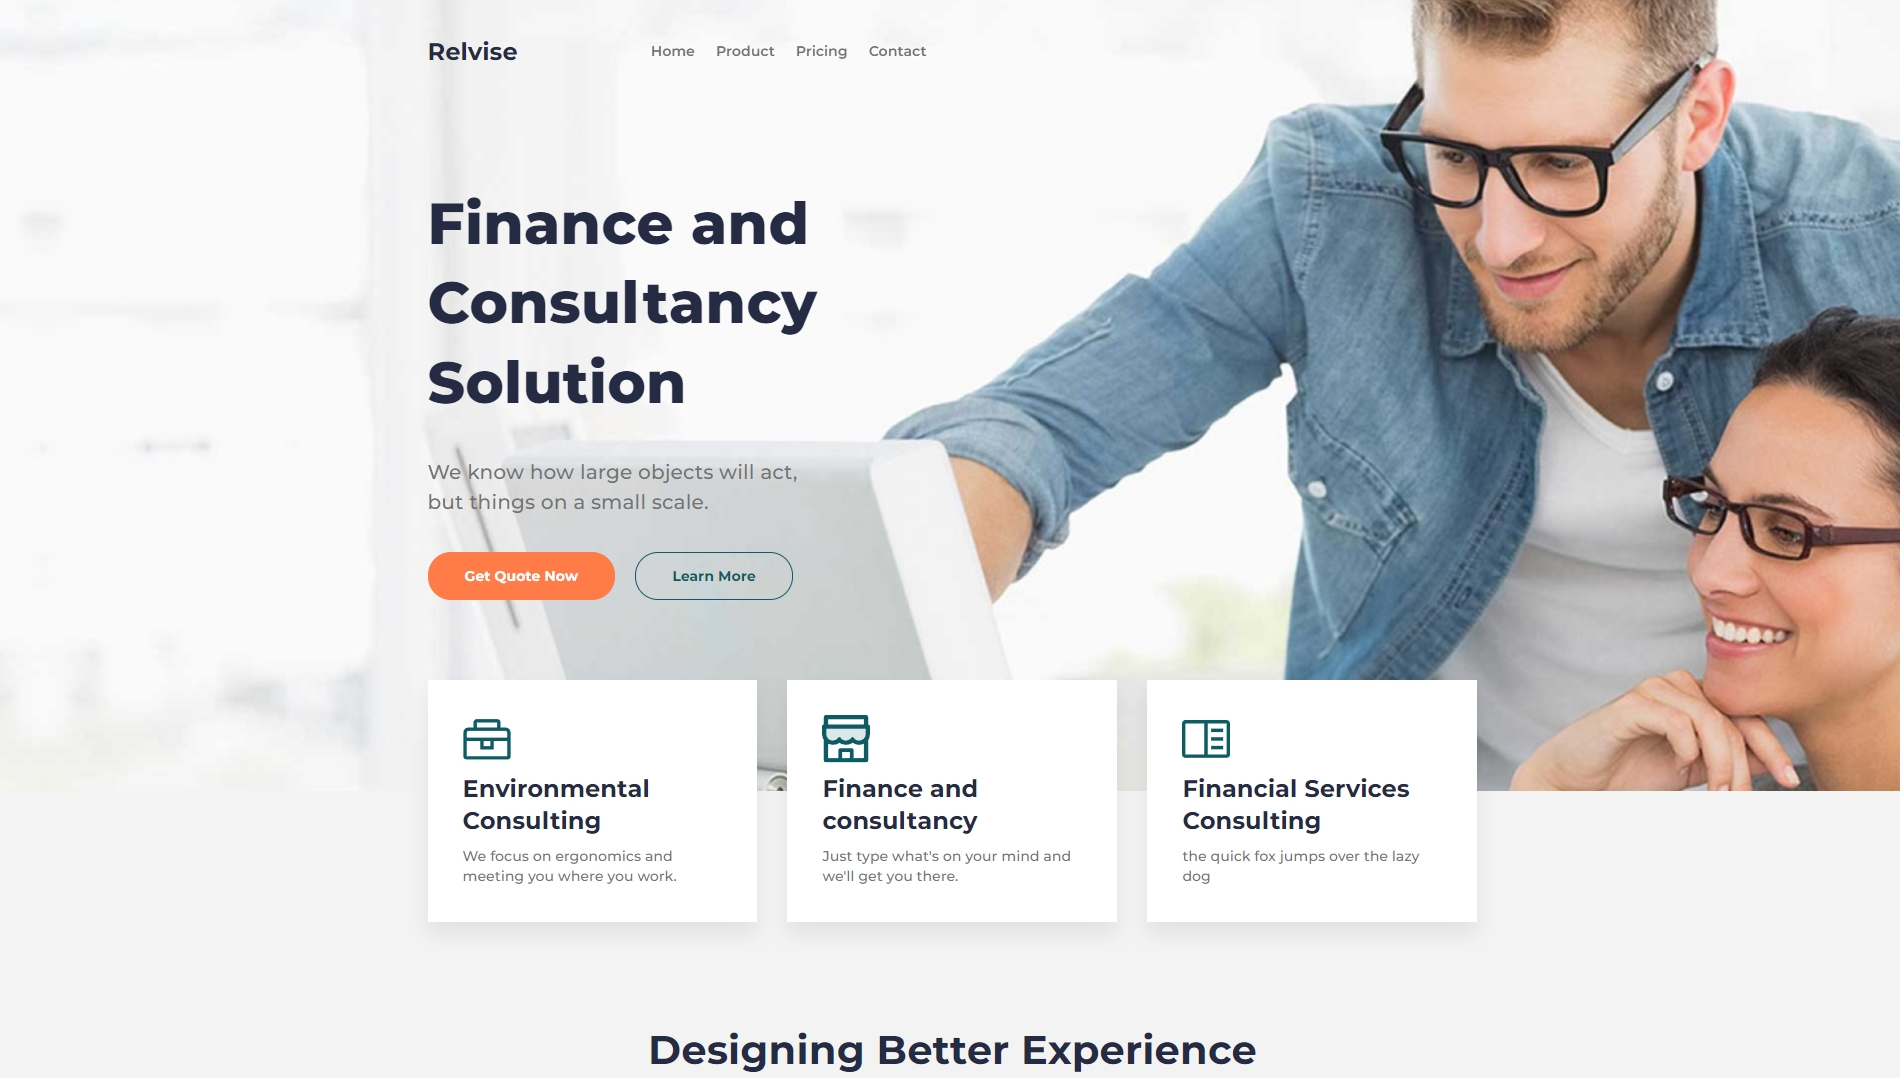 Relvise
Home Product Pricing Contact
Finance and
Consultancy
Solution
We know how large objects will act,
but things on a small scale.
Get Quote Now
Learn More
Environmental
Consulting
We focus on ergonomics and
meeting you where you work.
Finance and
consultancy
Just type what's on your mind and
we'll get you there.
Financial Services
Consulting
the quick fox jumps over the lazy
dog
Designing Better Experience